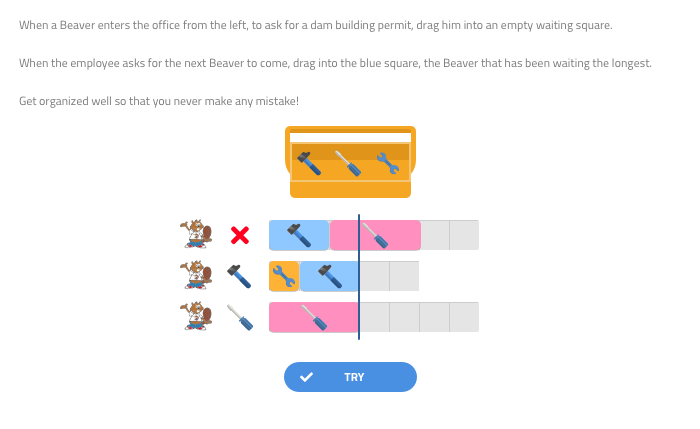 When a Beaver enters the office from the left, to ask for a dam building permit, drag him into an empty waiting square.
When the employee asks for the next Beaver to come, drag into the blue square, the Beaver that has been waiting the longest.
Get organized well so that you never make any mistake!
TRY